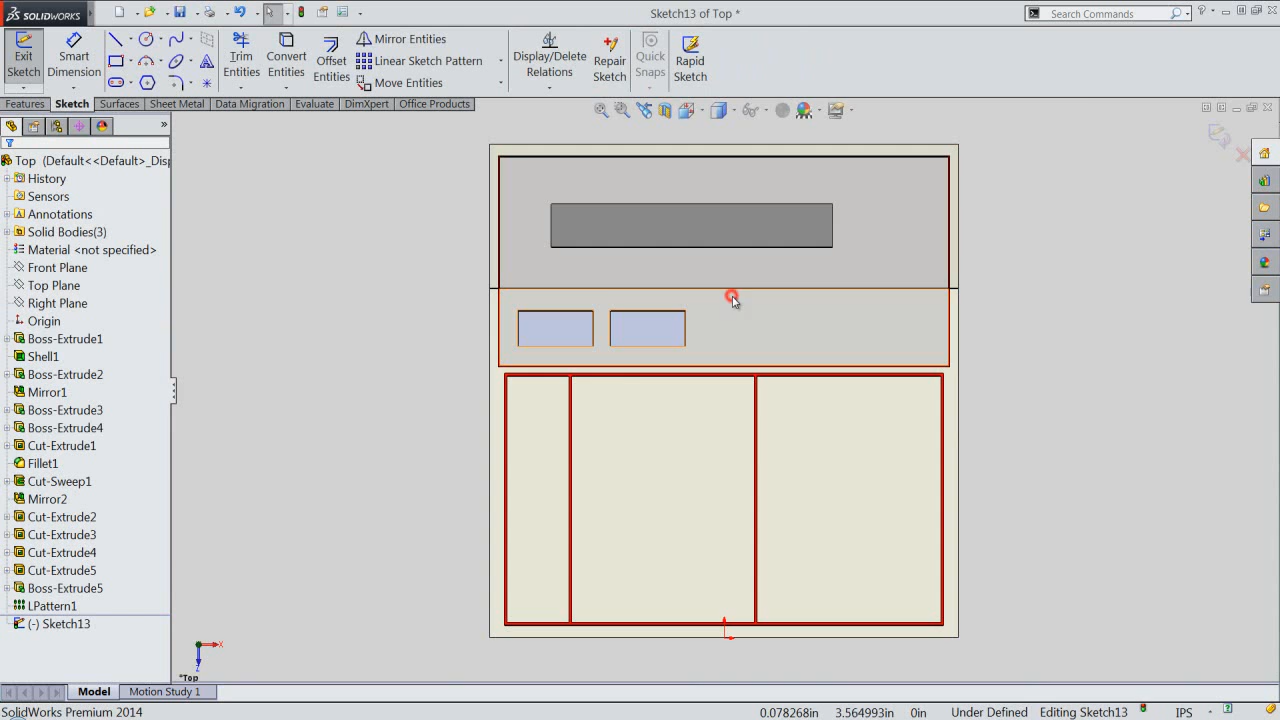 SOLIDWORKS
Sketch13 of Top *
Search Commands
Exit Sketch
Smart Dimension
Trim Entities
Convert Entities
Offset Entities
Mirror Entities
Linear Sketch Pattern
Move Entities
Display/Delete Relations
Repair Sketch
Quick Snaps
Rapid Sketch
Features
Sketch
Surfaces
Sheet Metal
Data Migration
Evaluate
DimXpert
Office Products
Top (Default<<Default>_Disp
History
Sensors
Annotations
Solid Bodies(3)
Material <not specified>
Front Plane
Top Plane
Right Plane
Origin
Boss-Extrude1
Shell1
Boss-Extrude2
Mirror1
Boss-Extrude3
Boss-Extrude4
Cut-Extrude1
Fillet1
Cut-Sweep1
Mirror2
Cut-Extrude2
Cut-Extrude3
Cut-Extrude4
Cut-Extrude5
Boss-Extrude5
LPattern1
(-) Sketch13
X
Z
*Top
Model
Motion Study 1
SolidWorks Premium 2014
0.078268in
3.564993in
0in
Under Defined
Editing Sketch13
IPS